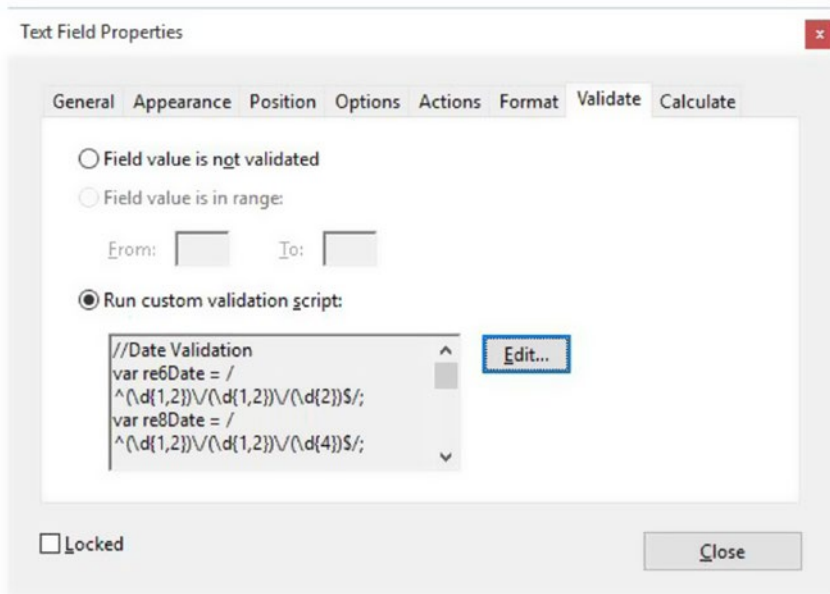 Text Field Properties
x
General Appearance Position Options Actions Format Validate Calculate
Field value is not validated
Field value is in range:
From: To:
Run custom validation script:
//Date Validation
var re6Date = /
^(\d{1,2})\/(\d{1,2})\/(\d{2})$/;
var re8Date = /
^(\d{1,2})\/(\d{1,2})\/(\d{4})$/;
Edit...
Locked
Close